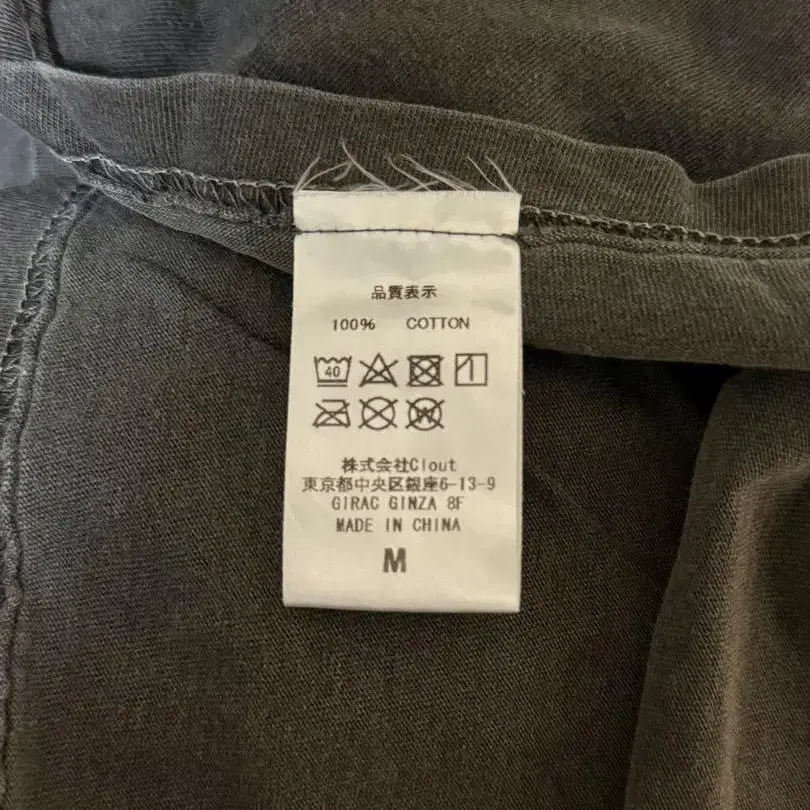 品質表示
100% COTTON
40
W
株式会社Clout
東京都中央区銀座6-13-9
GIRAC GINZA 8F
MADE IN CHINA
M